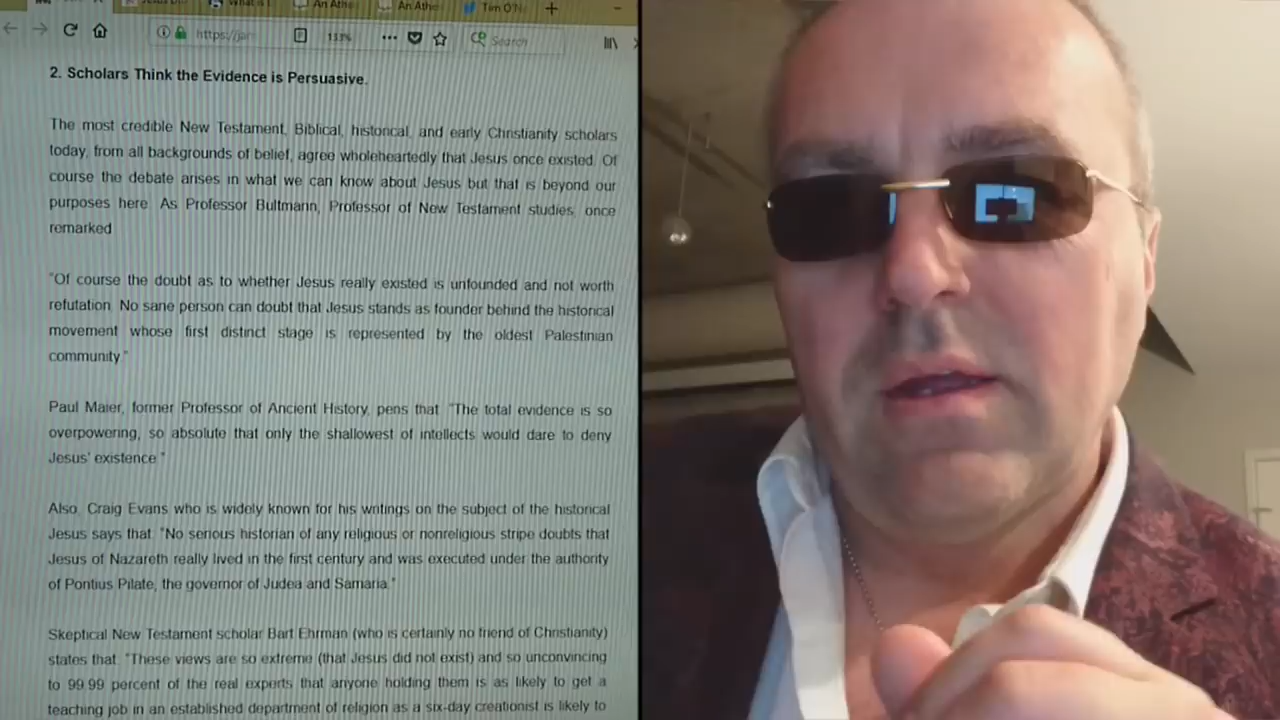 An Athe
An Athe
Tim O'N
https://jar
133%
Search
2. Scholars Think the Evidence is Persuasive.
The most credible New Testament, Biblical, historical, and early Christianity scholars
today, from all backgrounds of belief, agree wholeheartedly that Jesus once existed. Of
course the debate arises in what we can know about Jesus but that is beyond our
purposes here. As Professor Bultmann, Professor of New Testament studies, once
remarked
"Of course the doubt as to whether Jesus really existed is unfounded and not worth
refutation. No sane person can doubt that Jesus stands as founder behind the historical
movement whose first distinct stage is represented by the oldest Palestinian
community."
Paul Maier, former Professor of Ancient History, pens that "The total evidence is so
overpowering, so absolute that only the shallowest of intellects would dare to deny
Jesus' existence."
Also, Craig Evans who is widely known for his writings on the subject of the historical
Jesus says that: "No serious historian of any religious or nonreligious stripe doubts that
Jesus of Nazareth really lived in the first century and was executed under the authority
of Pontius Pilate, the governor of Judea and Samaria."
Skeptical New Testament scholar Bart Ehrman (who is certainly no friend of Christianity)
states that: "These views are so extreme (that Jesus did not exist) and so unconvincing
to 99.99 percent of the real experts that anyone holding them is as likely to get a
teaching job in an established department of religion as a six-day creationist is likely to